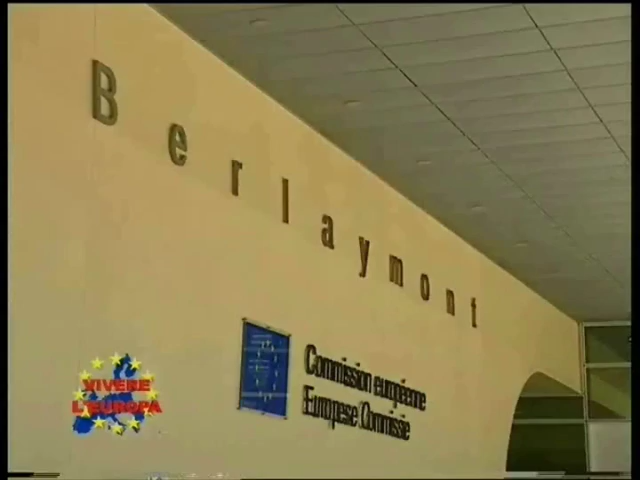 Berlaymont
Commission européenne
Europese Commissie
VIVERE
L'EUROPA